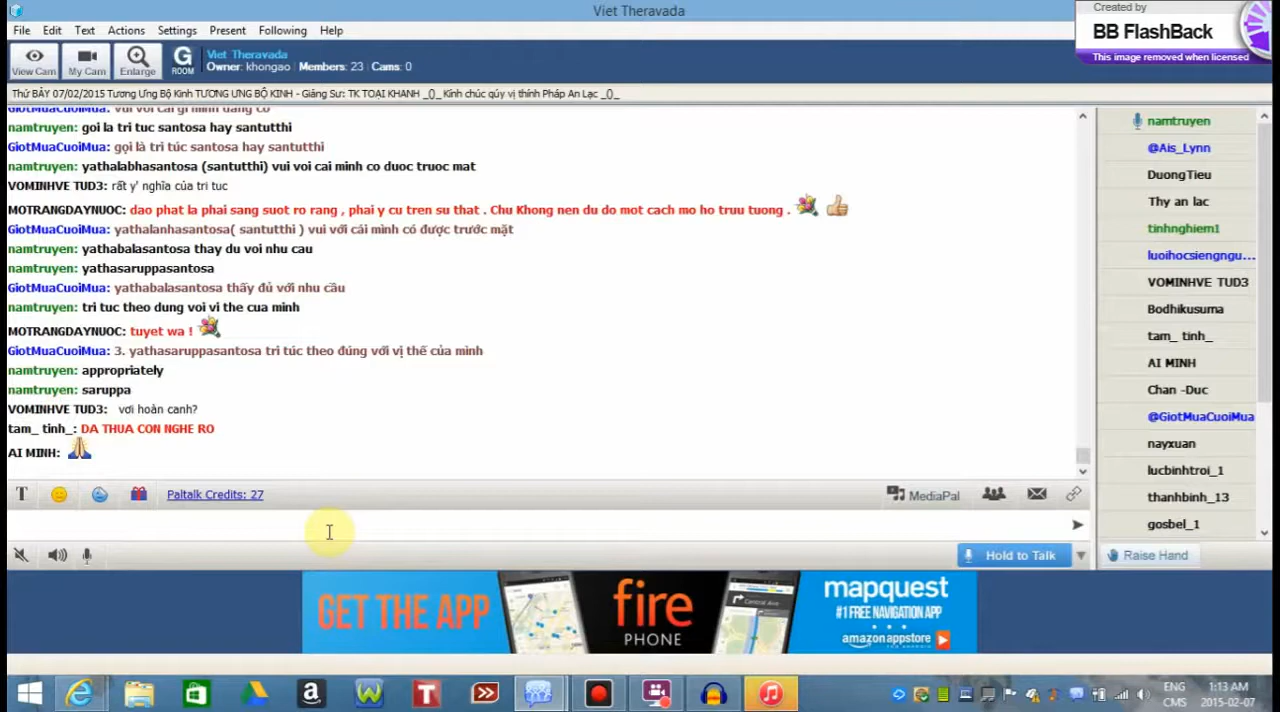 Viet Theravada
Created by
BB FlashBack
This image removed when licensed
File Edit Text Actions Settings Present Following Help
View Cam My Cam Enlarge G ROOM Viet Theravada
Owner: khongao Members: 23 Cams: 0
Thứ BẢY 07/02/2015 Tương Ưng Bộ Kinh TƯƠNG ƯNG BỘ KINH - Giảng Sư: TK TOẠI KHANH _()_ Kính chúc qúy vị thính Pháp An Lạc _()_
GiotMuaCuoiMua: vui với cái gì mình đang có
namtruyen: goi la tri tuc santosa hay santutthi
GiotMuaCuoiMua: gọi là tri túc santosa hay santutthi
namtruyen: yathalabhasantosa (santutthi) vui voi cai minh co duoc truoc mat
VOMINHVE TUD3: rất y' nghĩa của tri tuc
MOTRANGDAYNUOC: dao phat la phai sang suot ro rang , phai y cu tren su that . Chu Khong nen du do mot cach mo ho truu tuong .
GiotMuaCuoiMua: yathalanhasantosa( santutthi ) vui với cái mình có được trước mặt
namtruyen: yathabalasantosa thay du voi nhu cau
namtruyen: yathasaruppasantosa
GiotMuaCuoiMua: yathabalasantosa thấy đủ với nhu cầu
namtruyen: tri tuc theo dung voi vi the cua minh
MOTRANGDAYNUOC: tuyet wa !
GiotMuaCuoiMua: 3. yathasaruppasantosa tri túc theo đúng với vị thế của mình
namtruyen: appropriately
namtruyen: saruppa
VOMINHVE TUD3: vơi hoàn canh?
tam_ tinh_: DA THUA CON NGHE RO
AI MINH:
namtruyen
@Ais_Lynn
DuongTieu
Thy an lac
tinhnghiem1
luoihocsiengngu...
VOMINHVE TUD3
Bodhikusuma
tam_ tinh_
AI MINH
Chan -Duc
@GiotMuaCuoiMua
nayxuan
lucbinhtroi_1
thanhbinh_13
gosbel_1
T Paltalk Credits: 27 MediaPal
Hold to Talk Raise Hand
GET THE APP
fire
PHONE
mapquest
#1 FREE NAVIGATION APP
amazon appstore
ENG 1:13 AM
CMS 2015-02-07